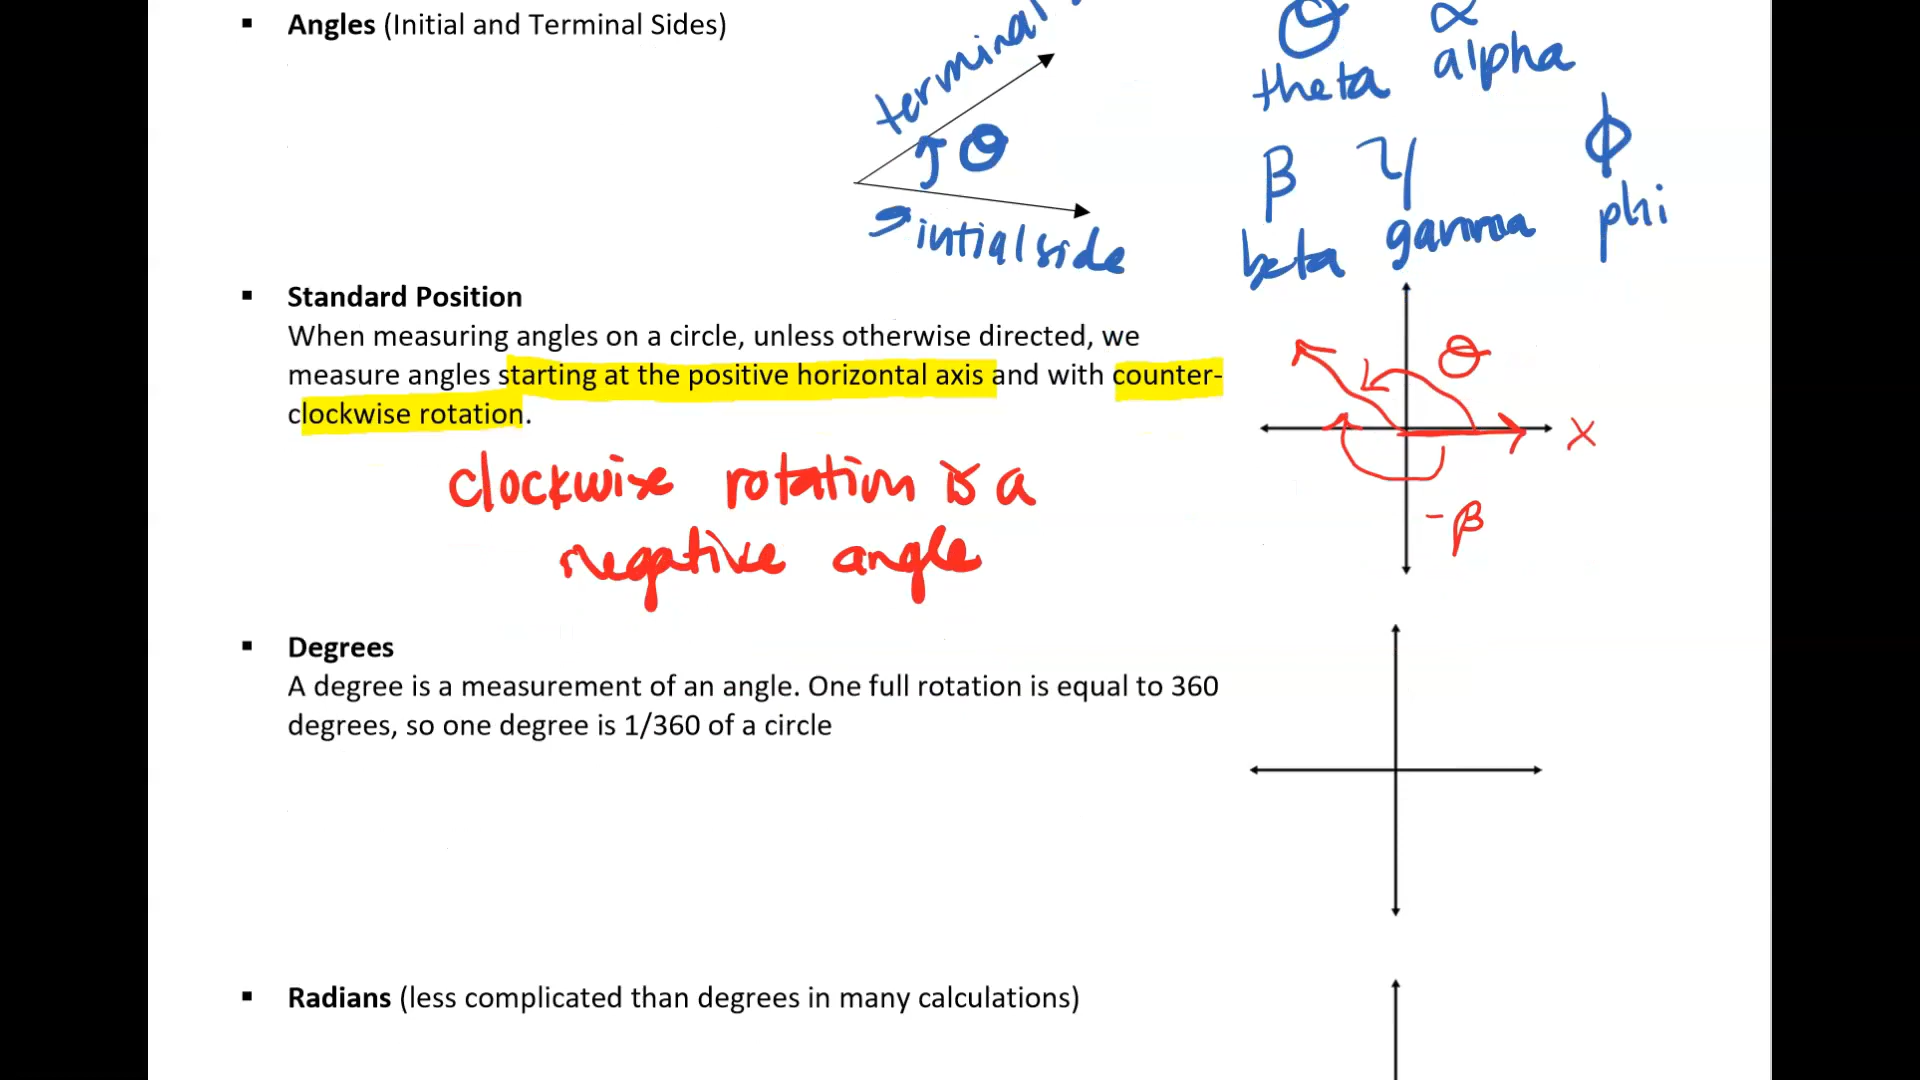 ▪ Angles (Initial and Terminal Sides)
terminal
θ
intial side
θ
theta
α
alpha
β
beta
γ
gamma
ϕ
phi
▪ Standard Position
When measuring angles on a circle, unless otherwise directed, we
measure angles starting at the positive horizontal axis and with counter-
clockwise rotation.
clockwise rotation is a
negative angle
θ
x
-β
▪ Degrees
A degree is a measurement of an angle. One full rotation is equal to 360
degrees, so one degree is 1/360 of a circle
▪ Radians (less complicated than degrees in many calculations)